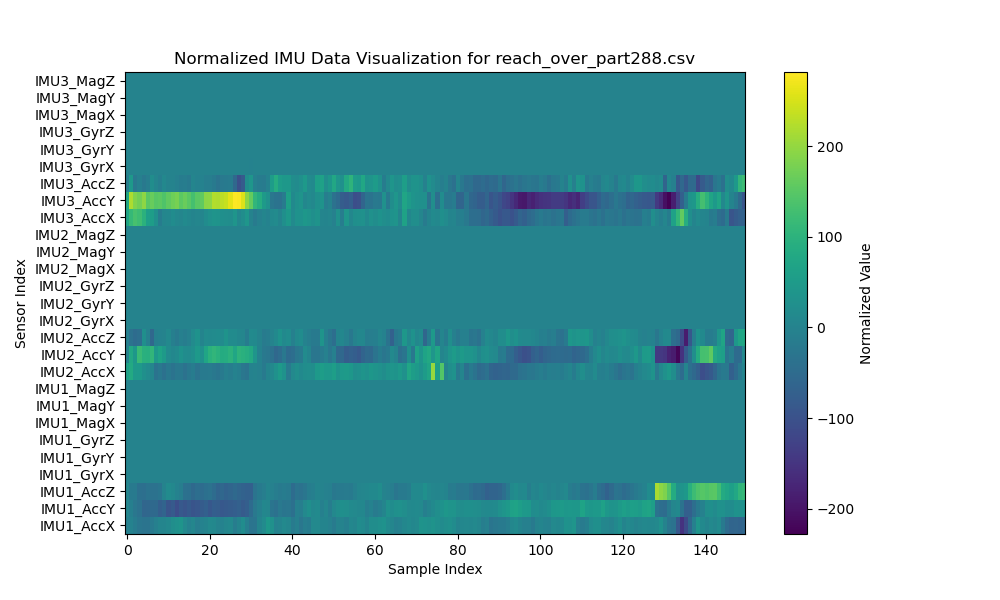 Normalized IMU Data Visualization for reach_over_part288.csv
IMU3_MagZ
IMU3_MagY
IMU3_MagX
IMU3_GyrZ
IMU3_GyrY
IMU3_GyrX
IMU3_AccZ
IMU3_AccY
IMU3_AccX
IMU2_MagZ
IMU2_MagY
IMU2_MagX
IMU2_GyrZ
IMU2_GyrY
IMU2_GyrX
IMU2_AccZ
IMU2_AccY
IMU2_AccX
IMU1_MagZ
IMU1_MagY
IMU1_MagX
IMU1_GyrZ
IMU1_GyrY
IMU1_GyrX
IMU1_AccZ
IMU1_AccY
IMU1_AccX
Sensor Index
0 20 40 60 80 100 120 140
Sample Index
200
100
0
−100
−200
Normalized Value